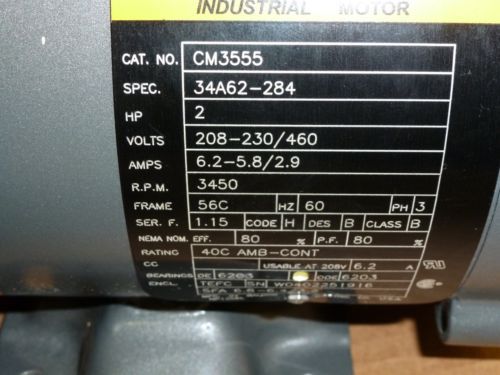 INDUSTRIAL MOTOR
CAT. NO. CM3555
SPEC. 34A62-284
HP 2
VOLTS 208-230/460
AMPS 6.2-5.8/2.9
R.P.M. 3450
FRAME 56C HZ 60 PH 3
SER. F. 1.15 CODE H DES B CLASS B
NEMA NOM. EFF. 80 % P.F. 80 %
RATING 40C AMB-CONT
CC USABLE AT 208V 6.2 A
BEARINGS DE 6203 ODE 6203
ENCL. TEFC SN W0402251916